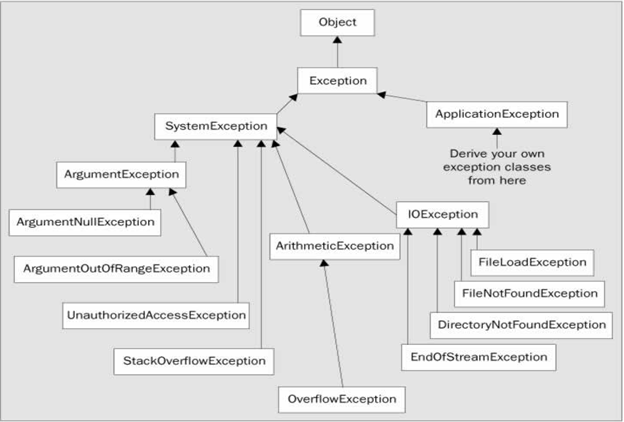 Object
Exception
SystemException
ApplicationException
Derive your own
exception classes
from here
ArgumentException
ArgumentNullException
IOException
ArithmeticException
FileLoadException
ArgumentOutOfRangeException
FileNotFoundException
UnauthorizedAccessException
DirectoryNotFoundException
StackOverflowException
EndOfStreamException
OverflowException